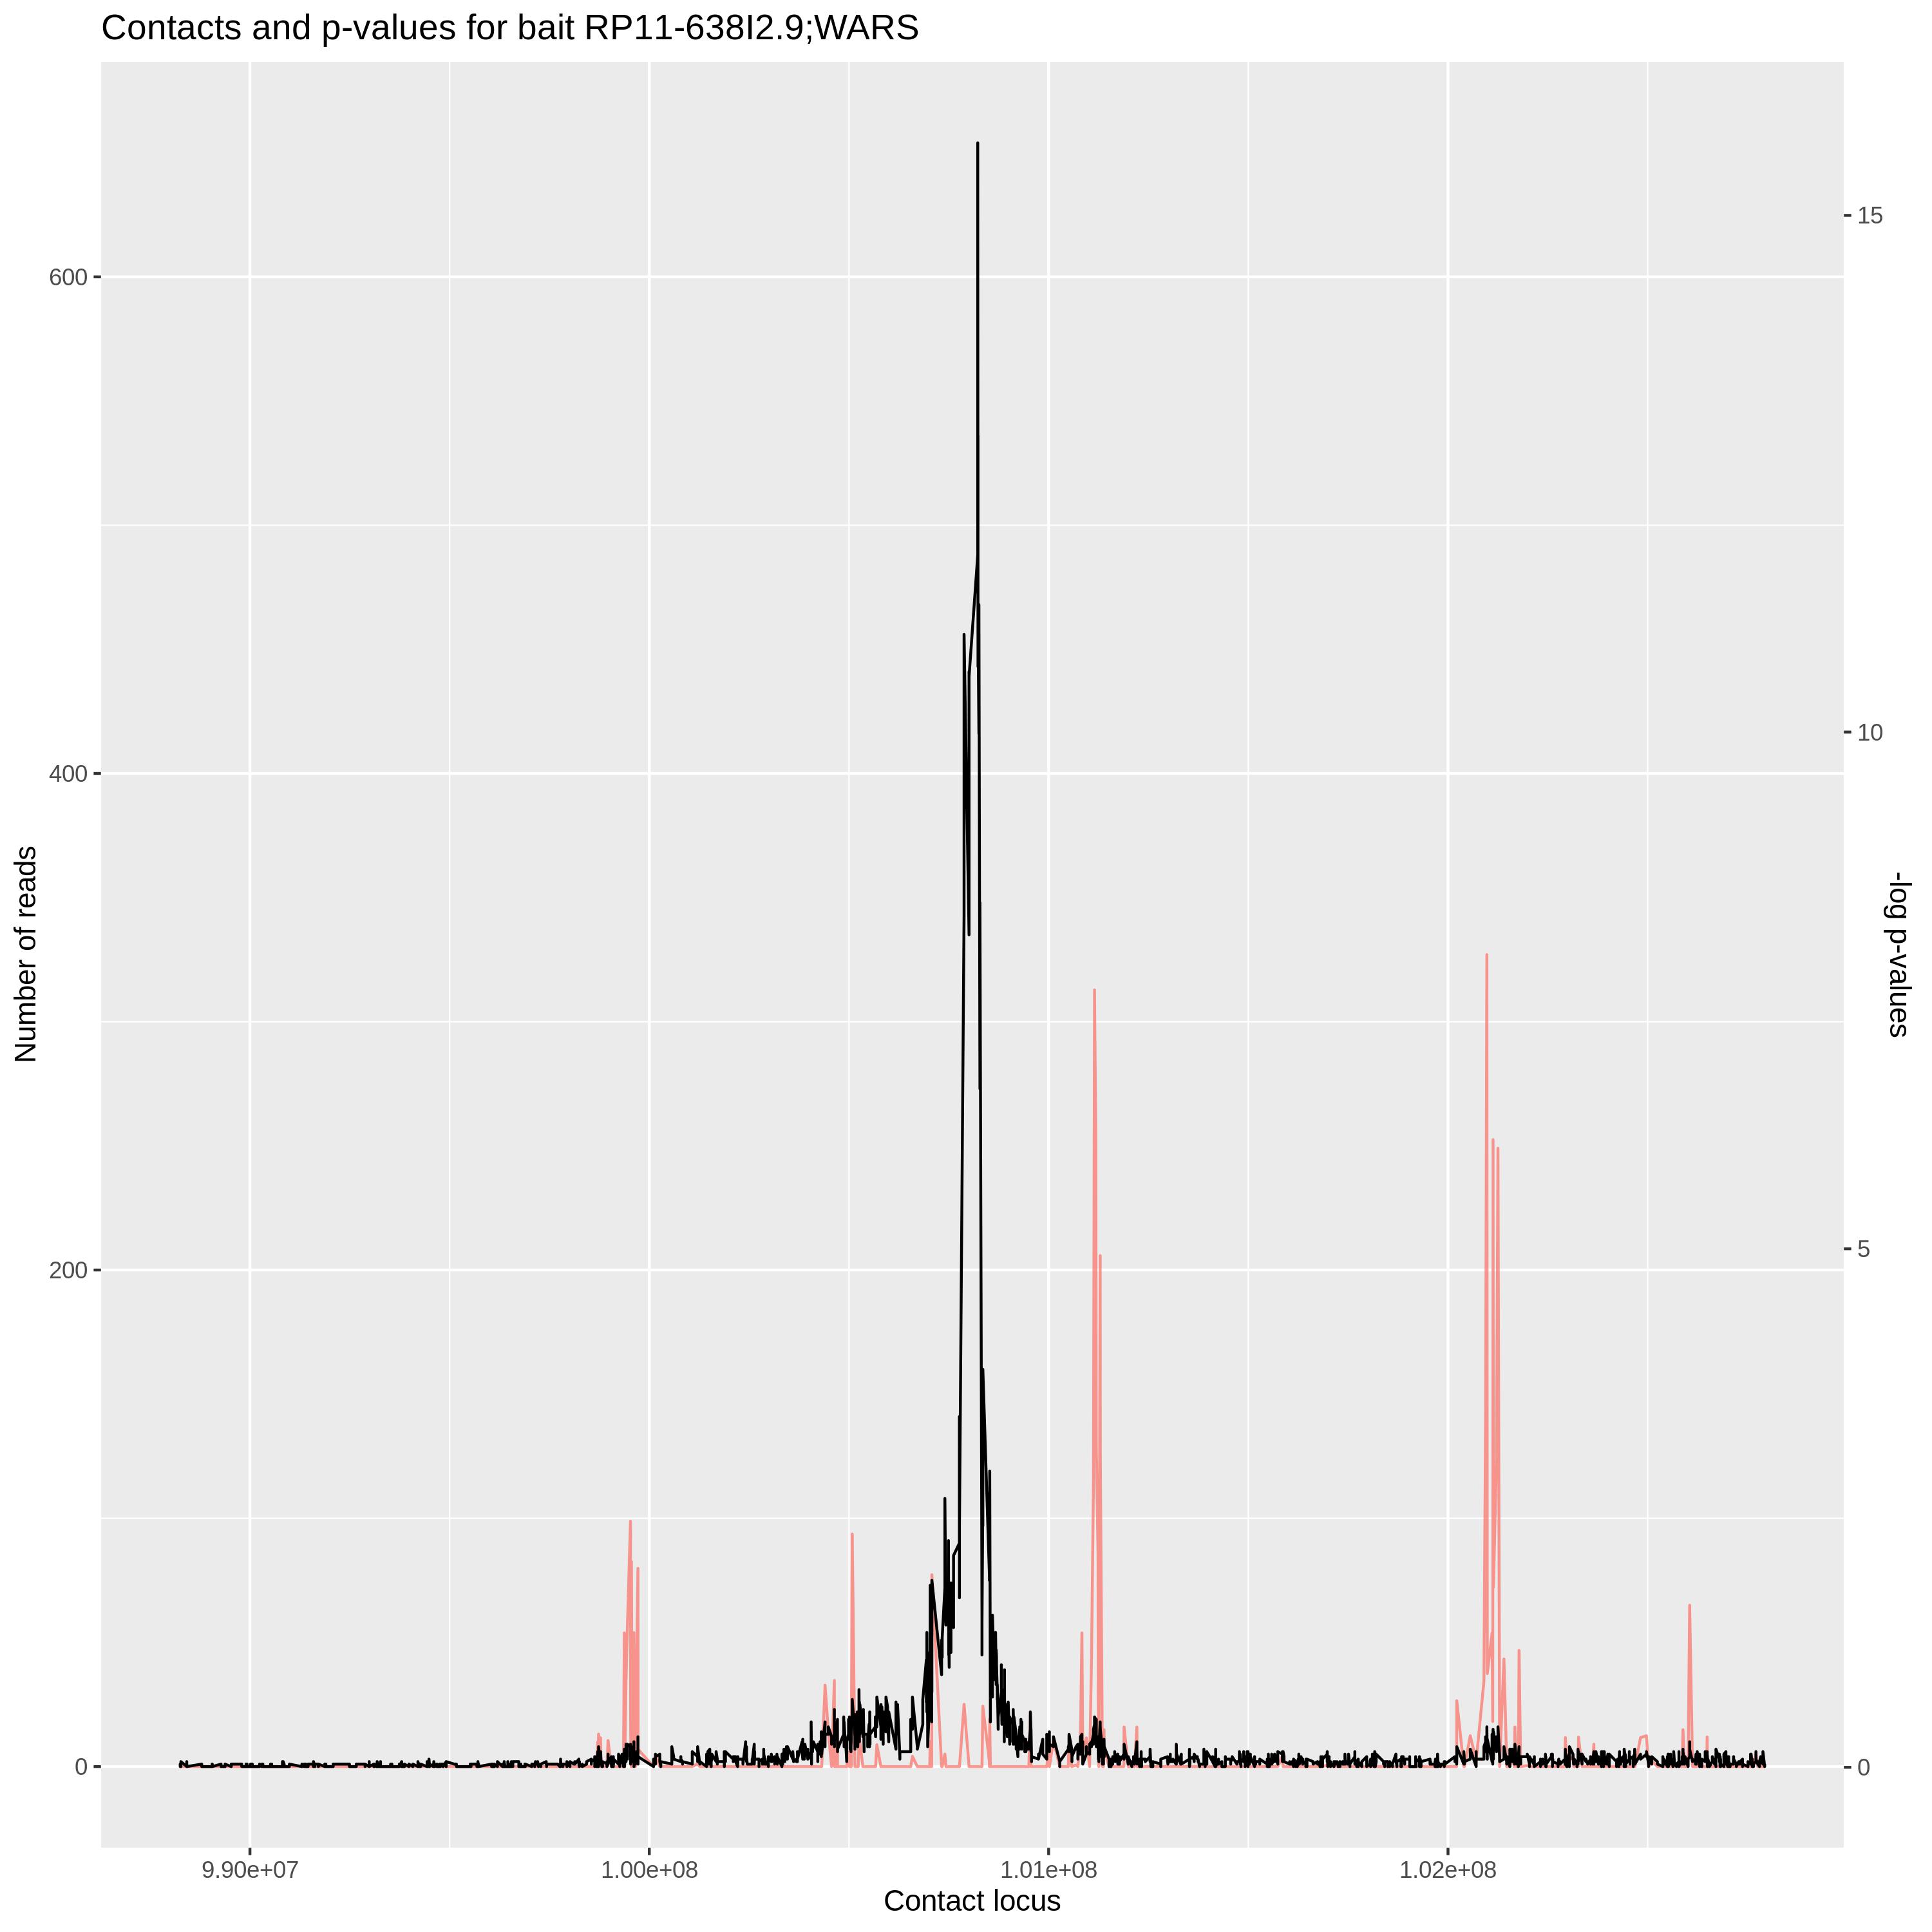 Contacts and p-values for bait RP11-638I2.9;WARS
600
400
200
0
Number of reads
15
10
5
0
-log p-values
9.90e+07
1.00e+08
1.01e+08
1.02e+08
Contact locus